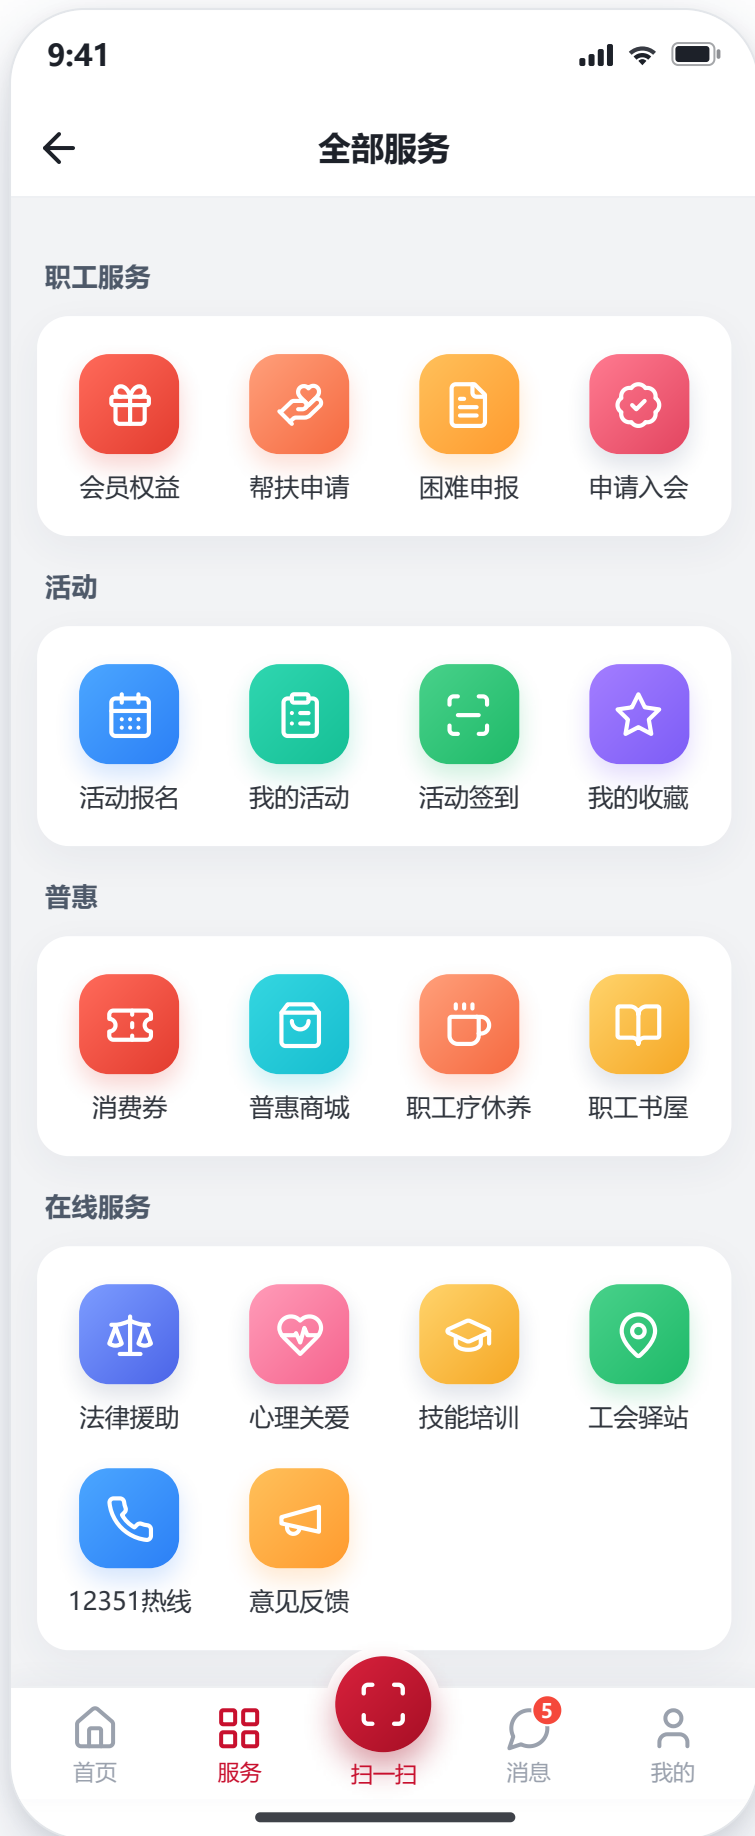 9:41
全部服务
职工服务
会员权益 帮扶申请 困难申报 申请入会
活动
活动报名 我的活动 活动签到 我的收藏
普惠
消费券 普惠商城 职工疗休养 职工书屋
在线服务
法律援助 心理关爱 技能培训 工会驿站
12351热线 意见反馈
5
首页 服务 扫一扫 消息 我的